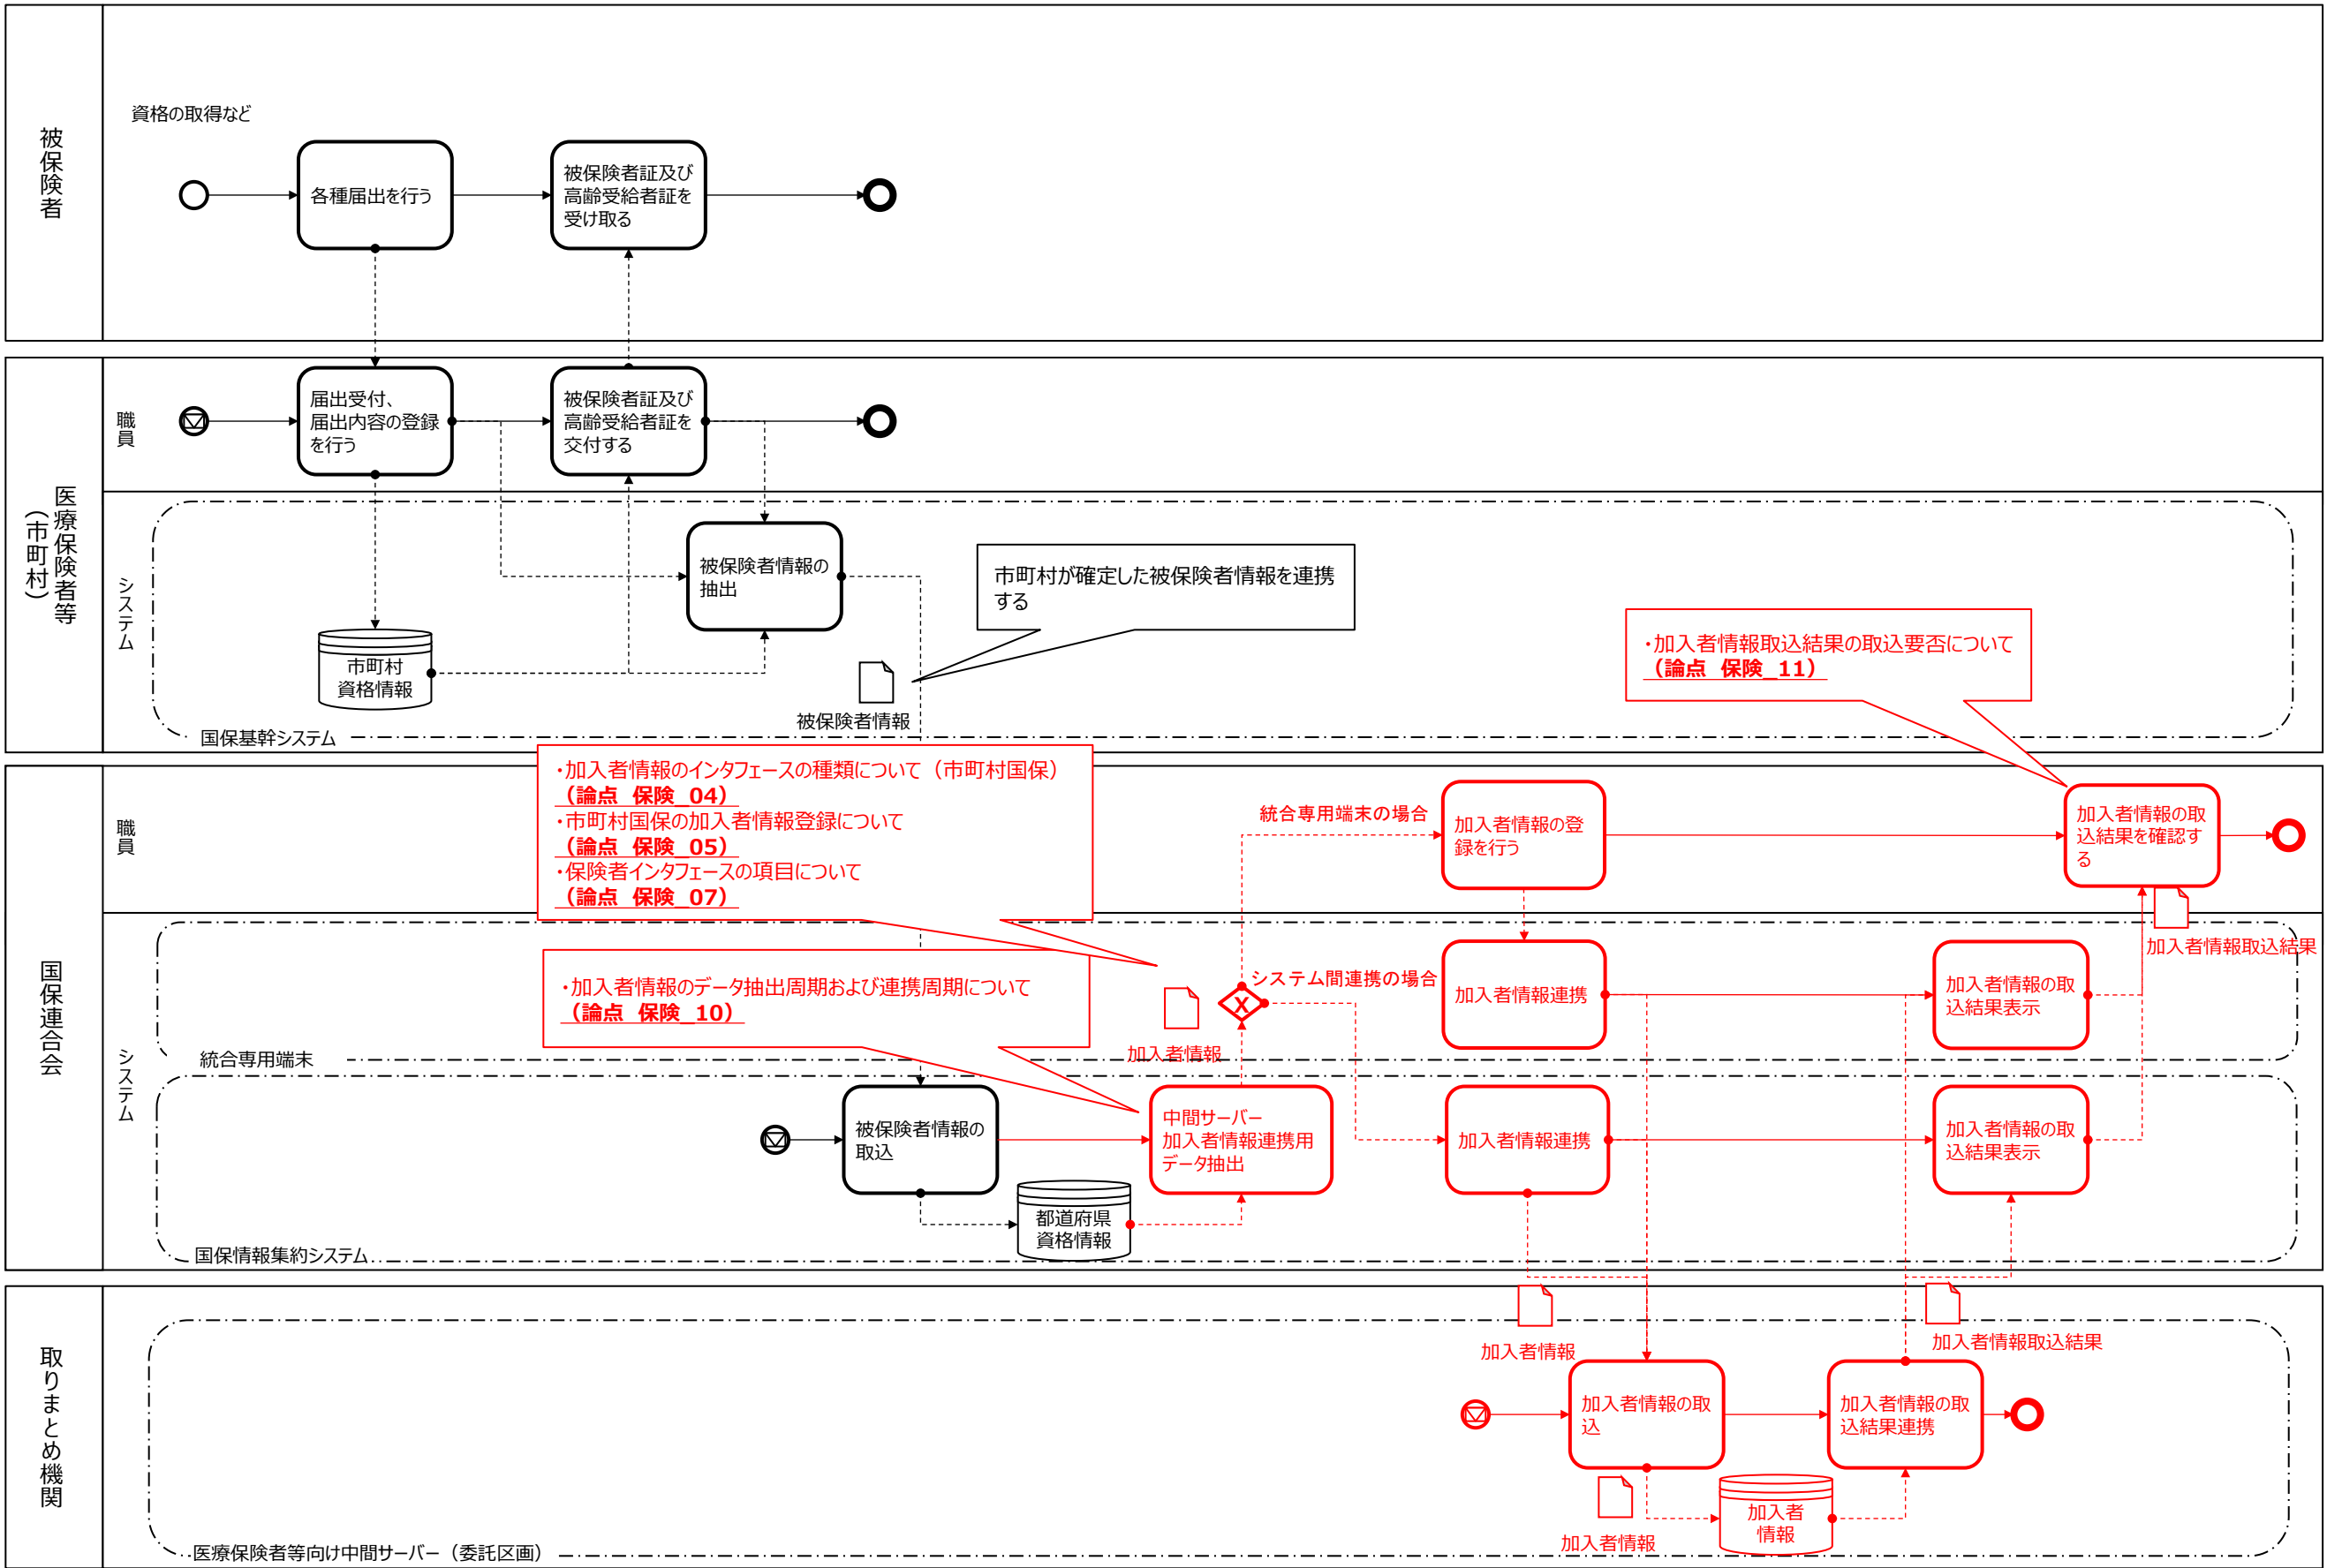 被保険者
資格の取得など
各種届出を行う
被保険者証及び
高齢受給者証を
受け取る
医療保険者等
（市町村）
職員
届出受付、
届出内容の登録
を行う
被保険者証及び
高齢受給者証を
交付する
システム
被保険者情報の
抽出
市町村
資格情報
市町村が確定した被保険者情報を連携
する
被保険者情報
国保基幹システム
・加入者情報取込結果の取込要否について
（論点 保険_11）
国保連合会
職員
・加入者情報のインタフェースの種類について（市町村国保）
（論点 保険_04）
・市町村国保の加入者情報登録について
（論点 保険_05）
・保険者インタフェースの項目について
（論点 保険_07）
統合専用端末の場合
加入者情報の登
録を行う
加入者情報の取
込結果を確認す
る
加入者情報取込結果
システム
・加入者情報のデータ抽出周期および連携周期について
（論点 保険_10）
加入者情報
システム間連携の場合
X
加入者情報連携
加入者情報の取
込結果表示
統合専用端末
被保険者情報の
取込
中間サーバー
加入者情報連携用
データ抽出
加入者情報連携
加入者情報の取
込結果表示
都道府県
資格情報
国保情報集約システム
取りまとめ機関
加入者情報
加入者情報取込結果
加入者情報の取
込
加入者情報の取
込結果連携
加入者情報
加入者
情報
医療保険者等向け中間サーバー（委託区画）